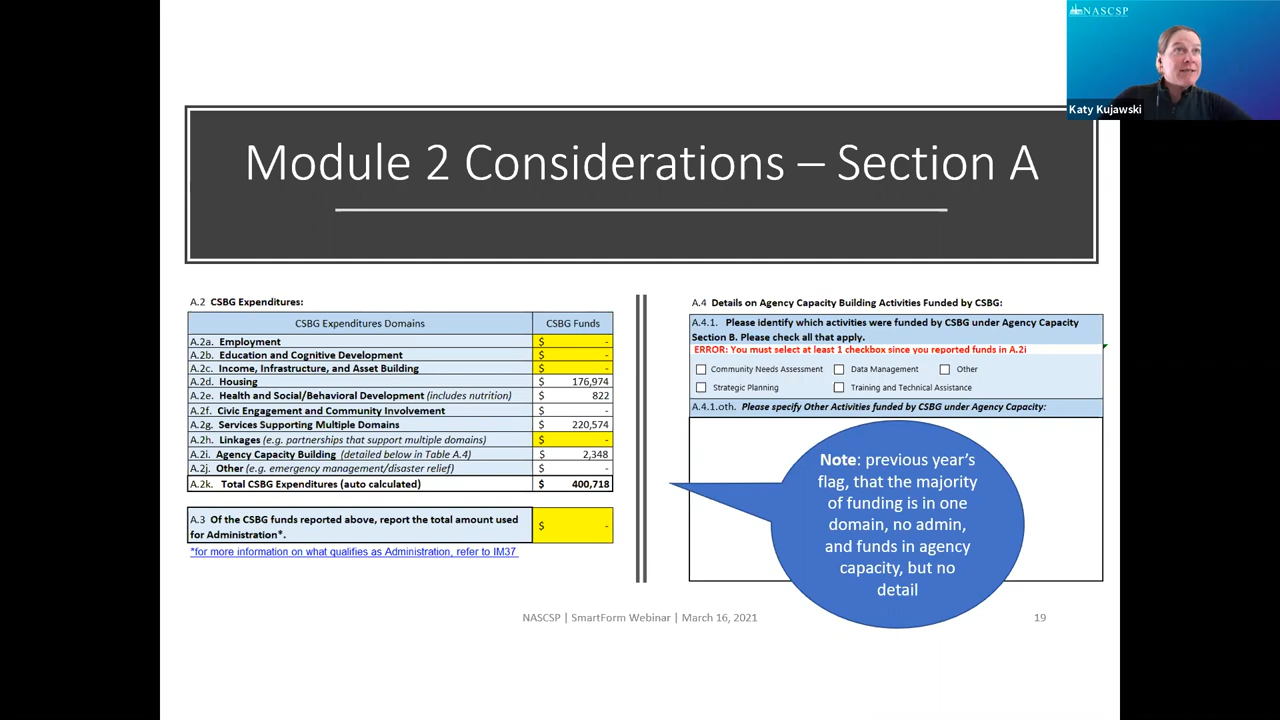 NASCSP
Katy Kujawski
Module 2 Considerations – Section A
A.2 CSBG Expenditures:
CSBG Expenditures Domains CSBG Funds
A.2a. Employment $ -
A.2b. Education and Cognitive Development $ -
A.2c. Income, Infrastructure, and Asset Building $ -
A.2d. Housing $ 176,974
A.2e. Health and Social/Behavioral Development (includes nutrition) $ 822
A.2f. Civic Engagement and Community Involvement $ -
A.2g. Services Supporting Multiple Domains $ 220,574
A.2h. Linkages (e.g. partnerships that support multiple domains) $ -
A.2i. Agency Capacity Building (detailed below in Table A.4) $ 2,348
A.2j. Other (e.g. emergency management/disaster relief) $ -
A.2k. Total CSBG Expenditures (auto calculated) $ 400,718
A.3 Of the CSBG funds reported above, report the total amount used
for Administration*. $ -
*for more information on what qualifies as Administration, refer to IM37
A.4 Details on Agency Capacity Building Activities Funded by CSBG:
A.4.1. Please identify which activities were funded by CSBG under Agency Capacity
Section B. Please check all that apply.
ERROR: You must select at least 1 checkbox since you reported funds in A.2i
Community Needs Assessment Data Management Other
Strategic Planning Training and Technical Assistance
A.4.1.oth. Please specify Other Activities funded by CSBG under Agency Capacity:
Note: previous year's
flag, that the majority
of funding is in one
domain, no admin,
and funds in agency
capacity, but no
detail
NASCSP | SmartForm Webinar | March 16, 2021 19